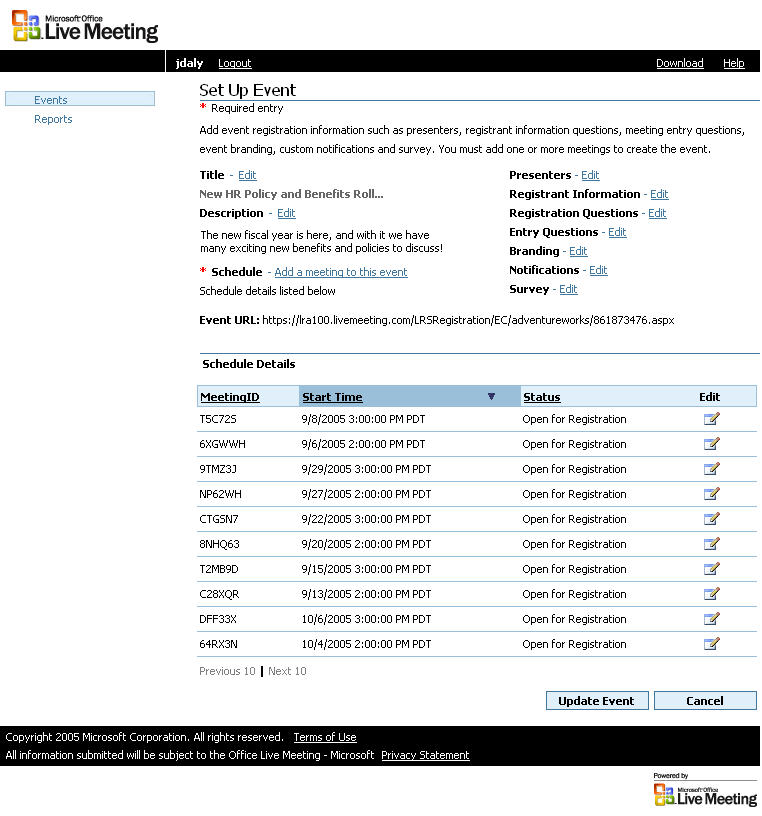 Microsoft Office
Live Meeting
jdaly Logout Download Help
Events
Reports
Set Up Event
* Required entry
Add event registration information such as presenters, registrant information questions, meeting entry questions,
event branding, custom notifications and survey. You must add one or more meetings to create the event.
Title - Edit
New HR Policy and Benefits Roll...
Description - Edit
The new fiscal year is here, and with it we have
many exciting new benefits and policies to discuss!
* Schedule - Add a meeting to this event
Schedule details listed below
Presenters - Edit
Registrant Information - Edit
Registration Questions - Edit
Entry Questions - Edit
Branding - Edit
Notifications - Edit
Survey - Edit
Event URL: https://lra100.livemeeting.com/LRSRegistration/EC/adventureworks/861873476.aspx
Schedule Details
MeetingID Start Time Status Edit
T5C72S 9/8/2005 3:00:00 PM PDT Open for Registration
6XGWWH 9/6/2005 2:00:00 PM PDT Open for Registration
9TMZ3J 9/29/2005 3:00:00 PM PDT Open for Registration
NP62WH 9/27/2005 2:00:00 PM PDT Open for Registration
CTGSN7 9/22/2005 3:00:00 PM PDT Open for Registration
8NHQ63 9/20/2005 2:00:00 PM PDT Open for Registration
T2MB9D 9/15/2005 3:00:00 PM PDT Open for Registration
C28XQR 9/13/2005 2:00:00 PM PDT Open for Registration
DFF33X 10/6/2005 3:00:00 PM PDT Open for Registration
64RX3N 10/4/2005 2:00:00 PM PDT Open for Registration
Previous 10 | Next 10
Update Event Cancel
Copyright 2005 Microsoft Corporation. All rights reserved. Terms of Use
All information submitted will be subject to the Office Live Meeting - Microsoft Privacy Statement
Powered by
Microsoft Office
Live Meeting